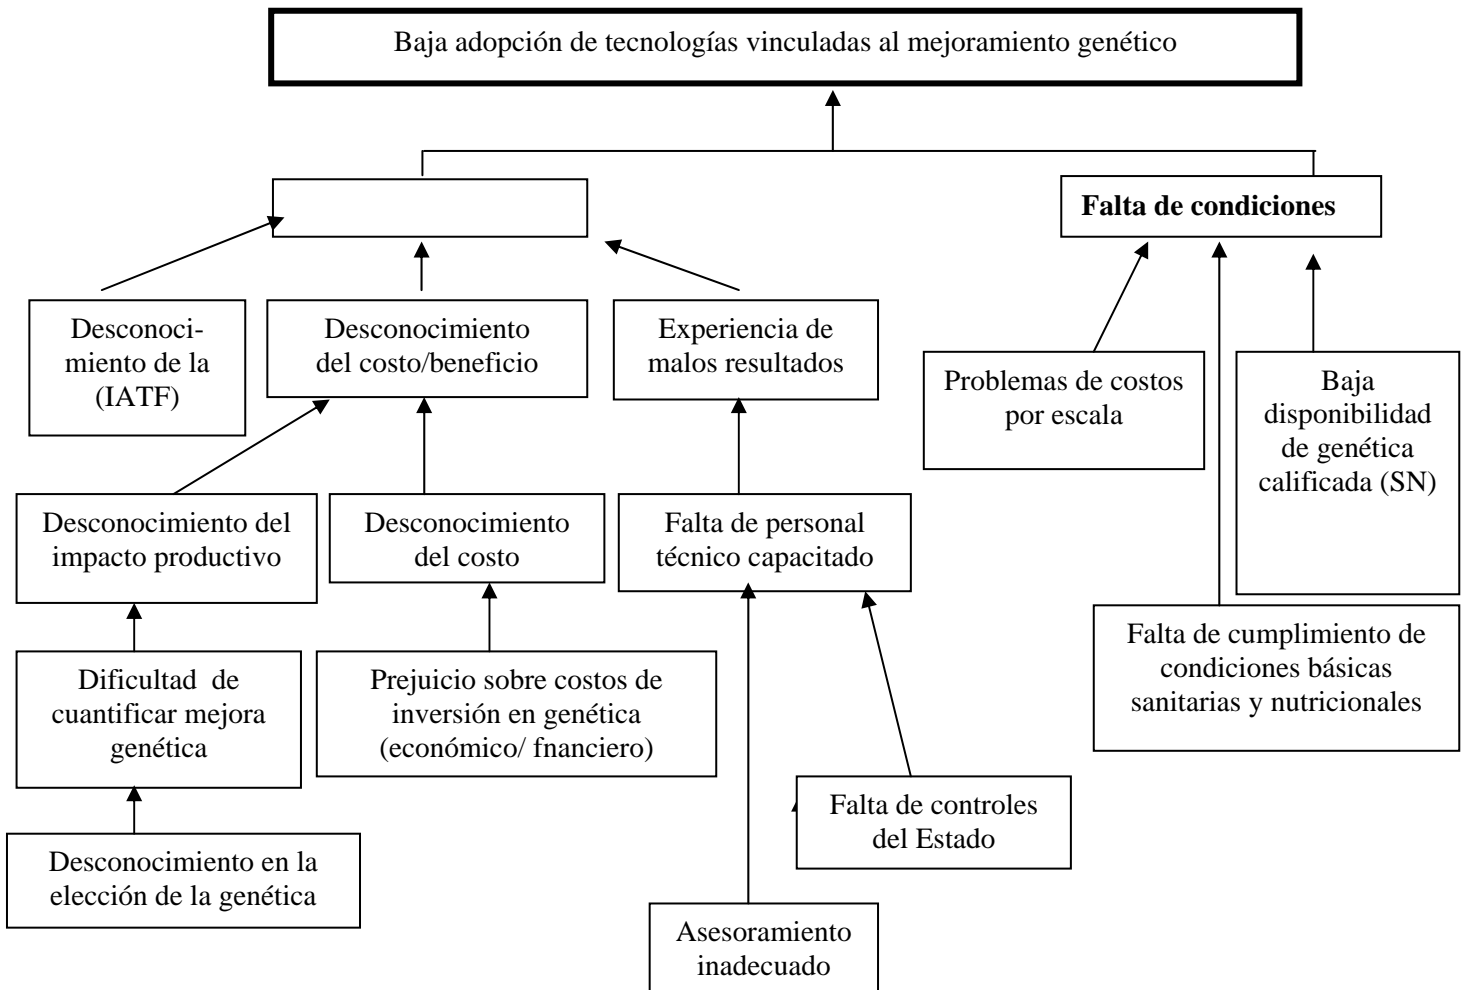 Baja adopción de tecnologías vinculadas al mejoramiento genético
Falta de condiciones
Desconoci-
miento de la
(IATF)
Desconocimiento
del costo/beneficio
Experiencia de
malos resultados
Problemas de costos
por escala
Baja
disponibilidad
de genética
calificada (SN)
Desconocimiento del
impacto productivo
Desconocimiento
del costo
Falta de personal
técnico capacitado
Falta de cumplimiento de
condiciones básicas
sanitarias y nutricionales
Dificultad de
cuantificar mejora
genética
Prejuicio sobre costos de
inversión en genética
(económico/ fnanciero)
Falta de controles
del Estado
Desconocimiento en la
elección de la genética
Asesoramiento
inadecuado